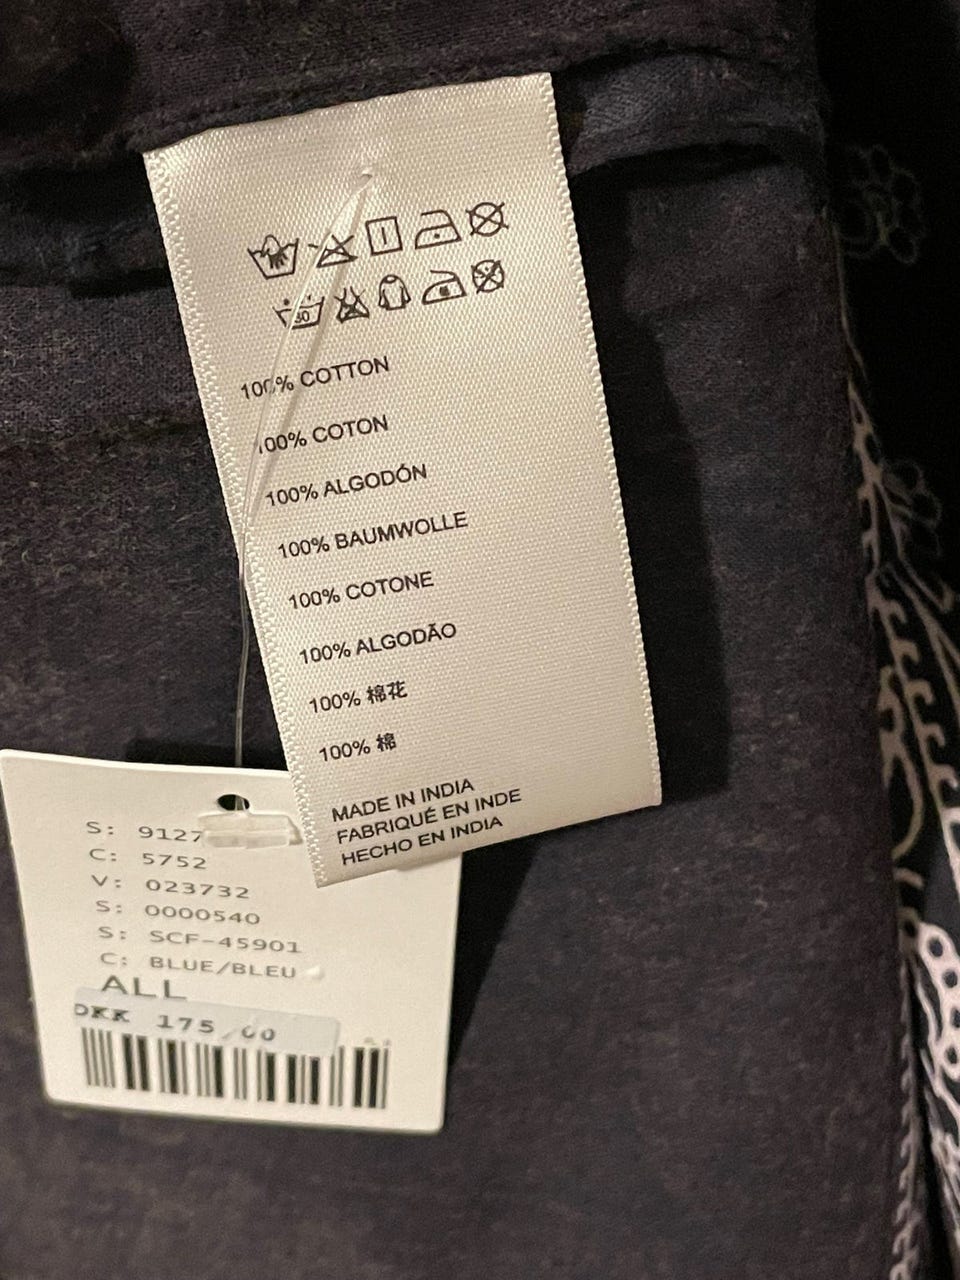 30
100% COTTON
100% COTON
100% ALGODÓN
100% BAUMWOLLE
100% COTONE
100% ALGODÃO
100% 棉花
100% 棉
MADE IN INDIA
FABRIQUÉ EN INDE
HECHO EN INDIA
S: 9127
C: 5752
V: 023732
S: 0000540
S: SCF-45901
C: BLUE/BLEU
ALL
DKK 175,00